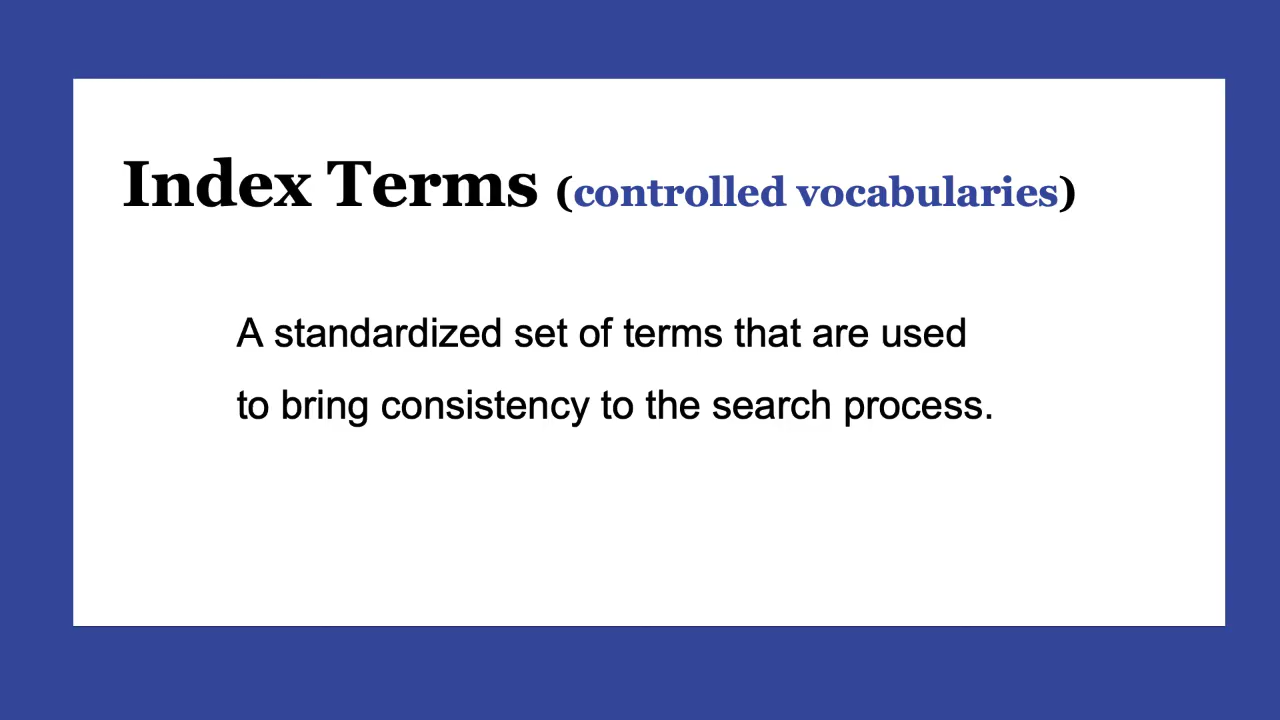 Index Terms (controlled vocabularies)
A standardized set of terms that are used
to bring consistency to the search process.